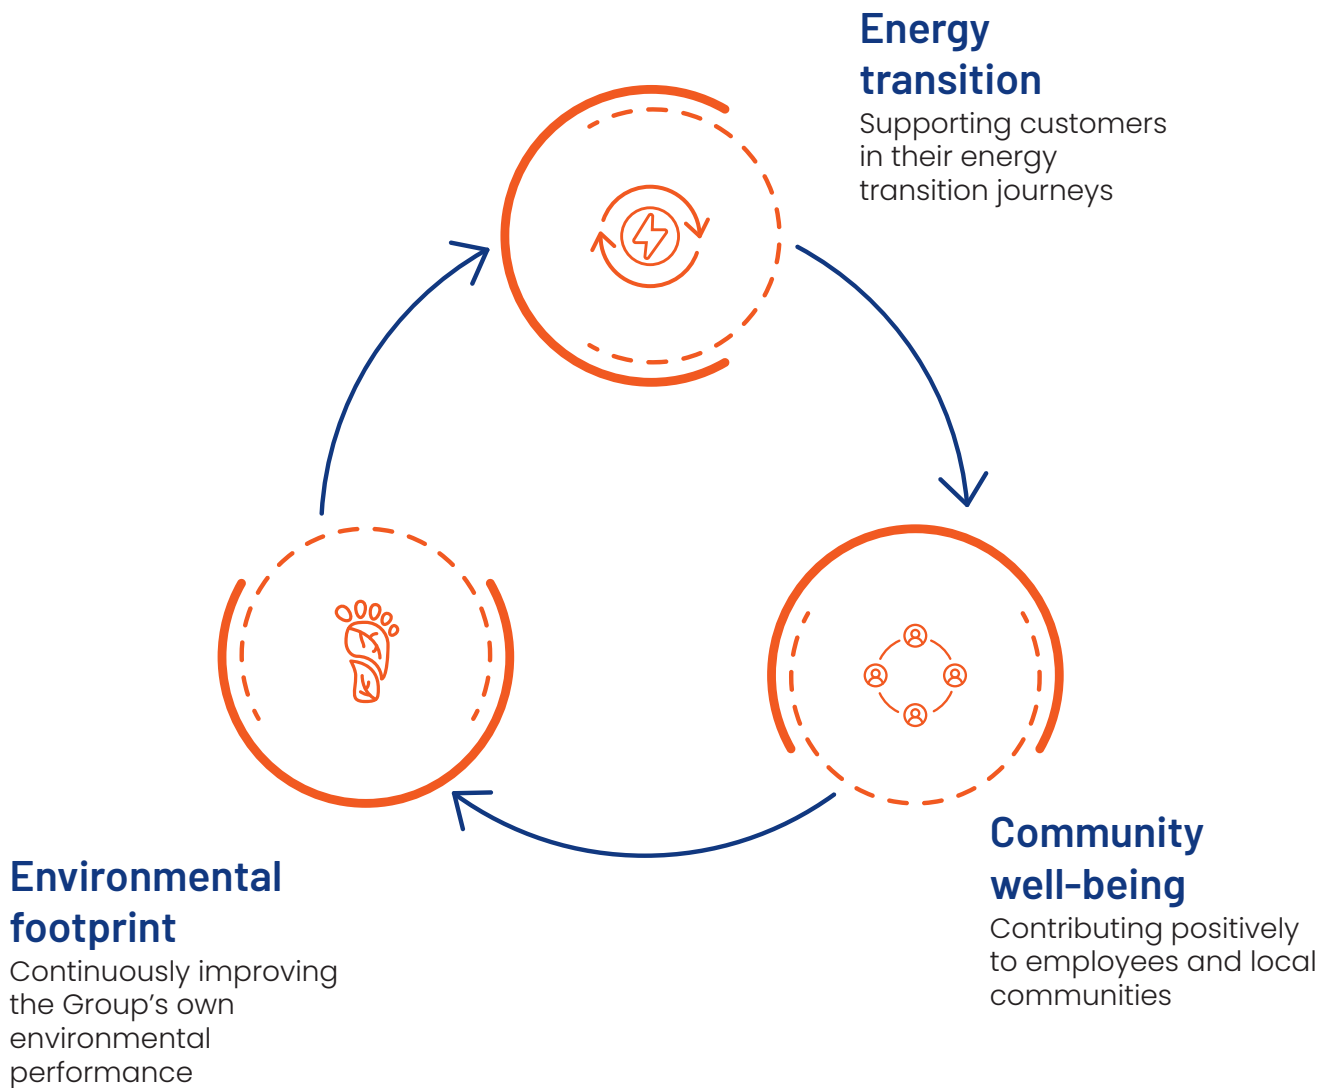 Energy
transition
Supporting customers
in their energy
transition journeys
Community
well-being
Contributing positively
to employees and local
communities
Environmental
footprint
Continuously improving
the Group’s own
environmental
performance